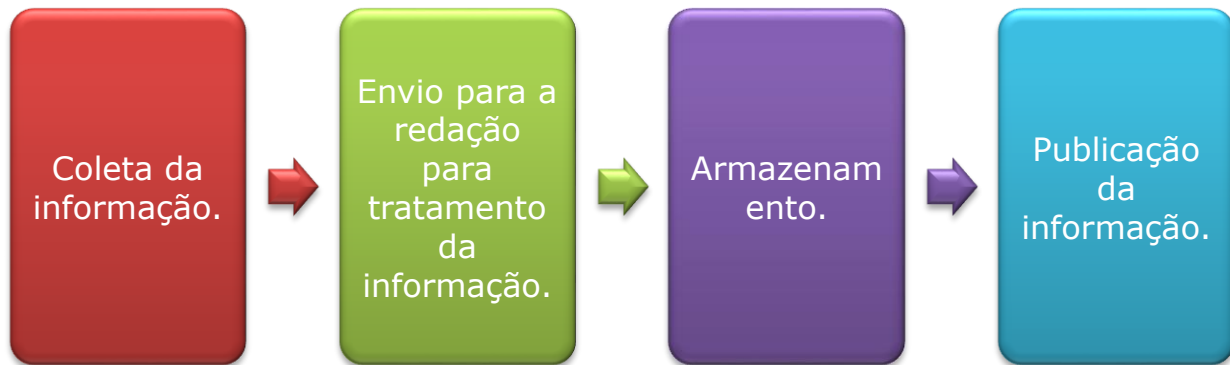 Coleta da
informação.
Envio para a
redação
para
tratamento
da
informação.
Armazenam
ento.
Publicação
da
informação.